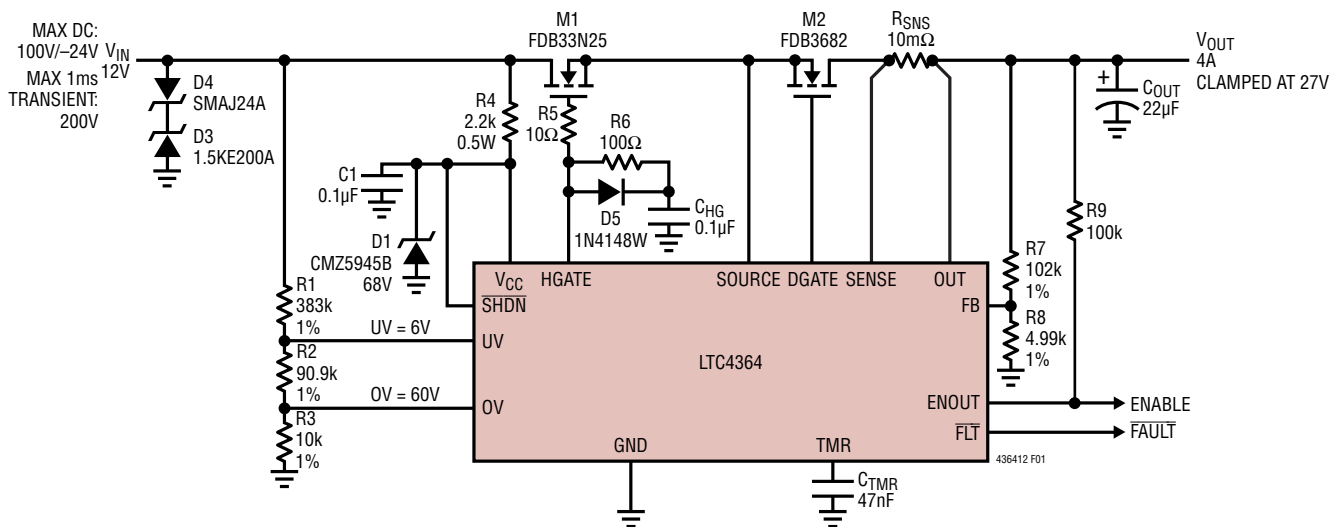 MAX DC:
100V/–24V
MAX 1ms
TRANSIENT:
200V
VIN
12V
D4
SMAJ24A
D3
1.5KE200A
R4
2.2k
0.5W
C1
0.1µF
D1
CMZ5945B
68V
M1
FDB33N25
R5
10Ω
R6
100Ω
D5
1N4148W
CHG
0.1µF
M2
FDB3682
RSNS
10mΩ
VOUT
4A
CLAMPED AT 27V
COUT
22µF
+
R9
100k
R7
102k
1%
R8
4.99k
1%
R1
383k
1%
R2
90.9k
1%
R3
10k
1%
UV = 6V
OV = 60V
VCC
HGATE
SOURCE
DGATE
SENSE
OUT
SHDN
UV
OV
FB
LTC4364
ENOUT
FLT
GND
TMR
ENABLE
FAULT
CTMR
47nF
436412 F01